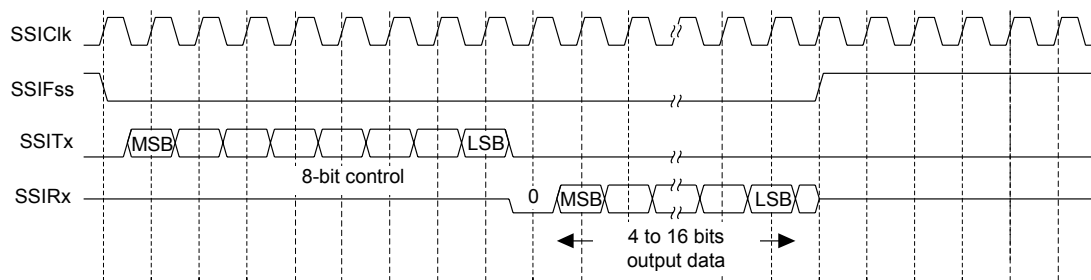 SSIClk
SSIFss
SSITx
MSB
LSB
8-bit control
SSIRx
0
MSB
LSB
4 to 16 bits
output data